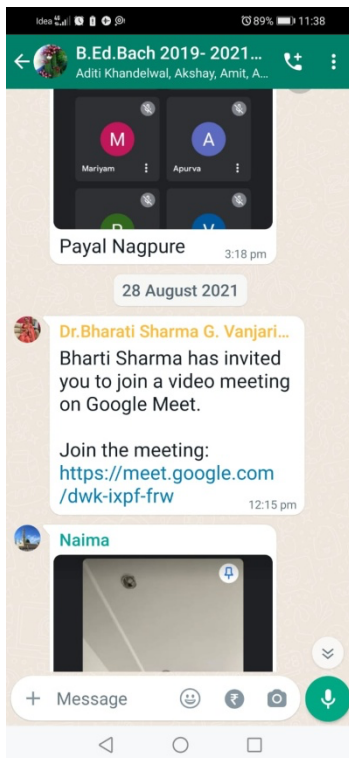 Idea 89% 11:38
B.Ed.Bach 2019- 2021...
Aditi Khandelwal, Akshay, Amit, A...
M A
Mariyam Apurva
Payal Nagpure
3:18 pm
28 August 2021
Dr.Bharati Sharma G. Vanjari...
Bharti Sharma has invited
you to join a video meeting
on Google Meet.
Join the meeting:
https://meet.google.com
/dwk-ixpf-frw
12:15 pm
Naima
Message